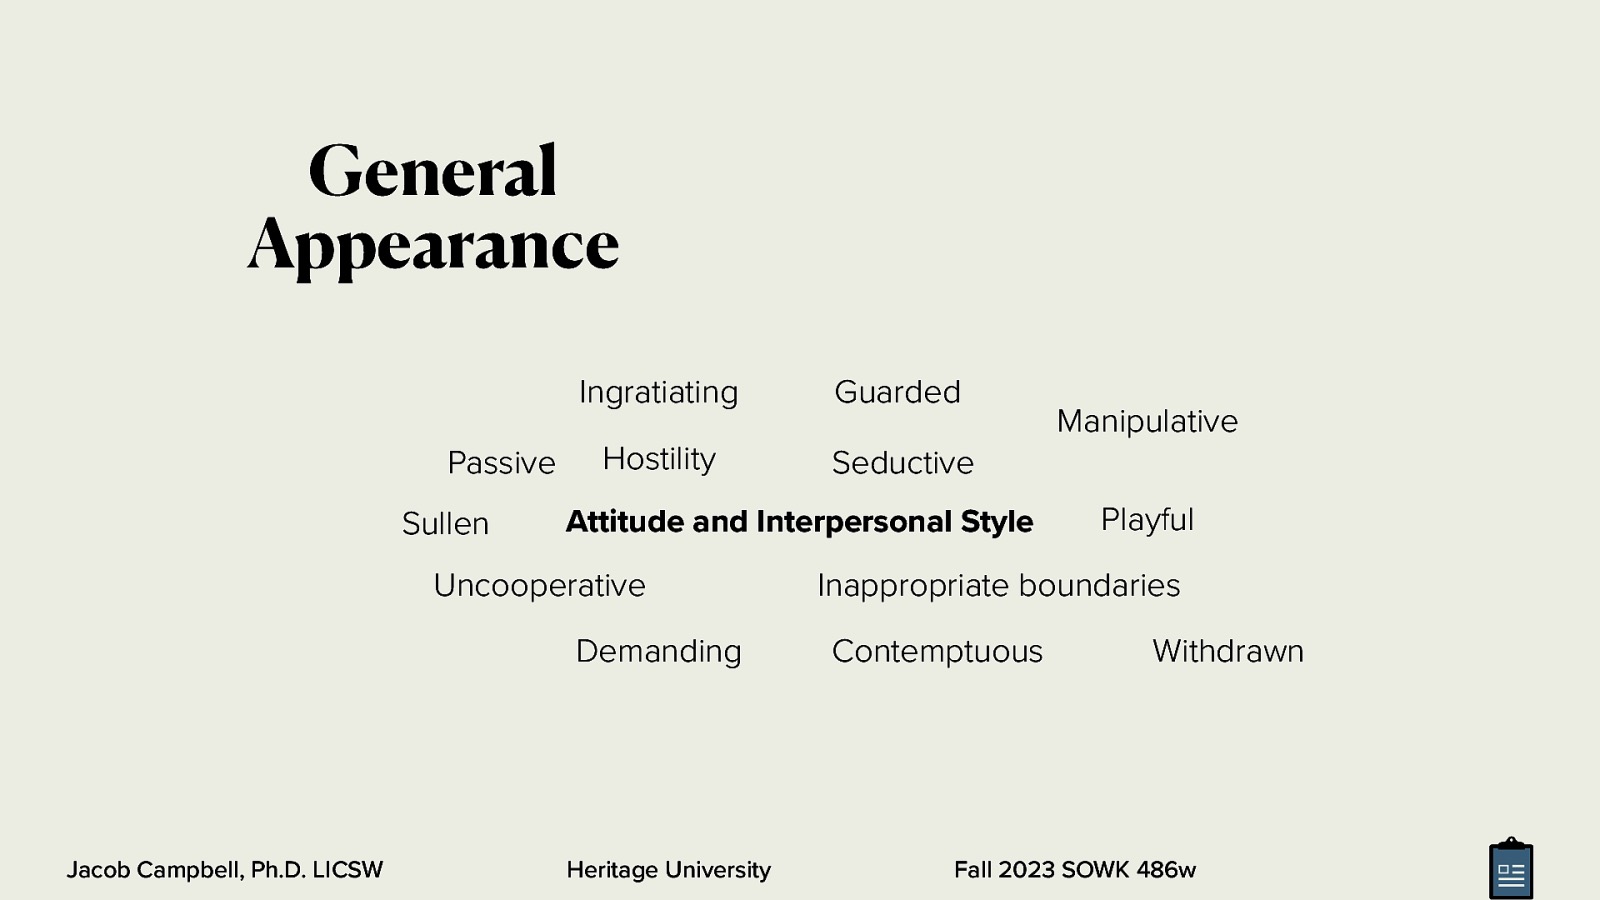 General
Appearance
Ingratiating
Guarded
Manipulative
Passive
Hostility
Seductive
Sullen
Attitude and Interpersonal Style
Playful
Uncooperative
Inappropriate boundaries
Demanding
Contemptuous
Withdrawn
Jacob Campbell, Ph.D. LICSW
Heritage University
Fall 2023 SOWK 486w